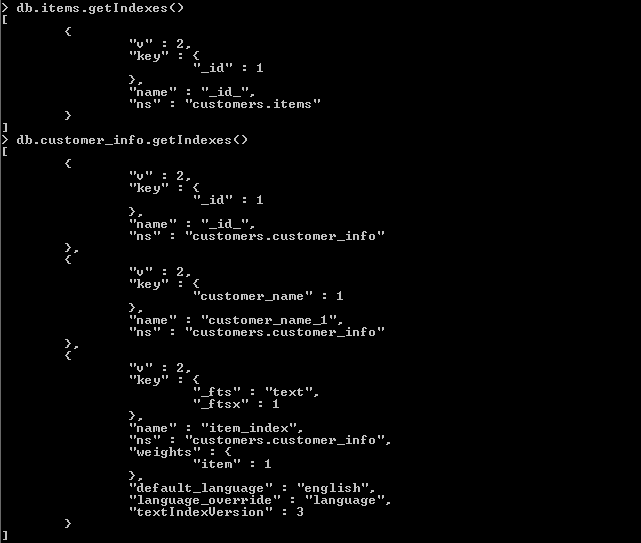 > db.items.getIndexes()
[
        {
                "v" : 2,
                "key" : {
                        "_id" : 1
                },
                "name" : "_id_",
                "ns" : "customers.items"
        }
]
> db.customer_info.getIndexes()
[
        {
                "v" : 2,
                "key" : {
                        "_id" : 1
                },
                "name" : "_id_",
                "ns" : "customers.customer_info"
        },
        {
                "v" : 2,
                "key" : {
                        "customer_name" : 1
                },
                "name" : "customer_name_1",
                "ns" : "customers.customer_info"
        },
        {
                "v" : 2,
                "key" : {
                        "_fts" : "text",
                        "_ftsx" : 1
                },
                "name" : "item_index",
                "ns" : "customers.customer_info",
                "weights" : {
                        "item" : 1
                },
                "default_language" : "english",
                "language_override" : "language",
                "textIndexVersion" : 3
        }
]